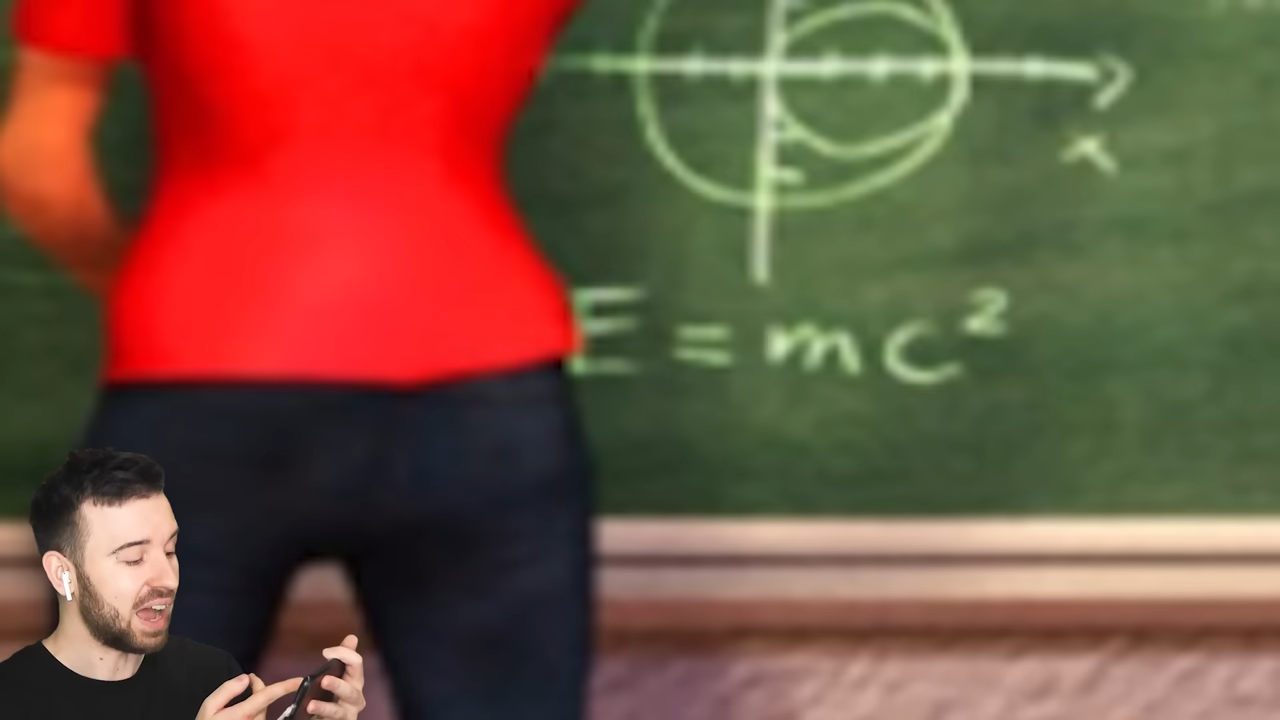 x
E = mc²